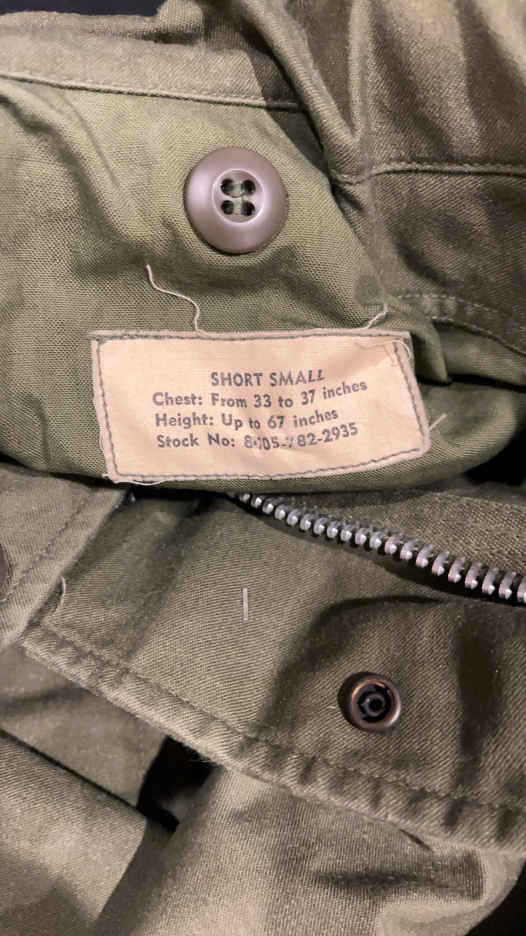 SHORT SMALL
Chest: From 33 to 37 inches
Height: Up to 67 inches
Stock No: